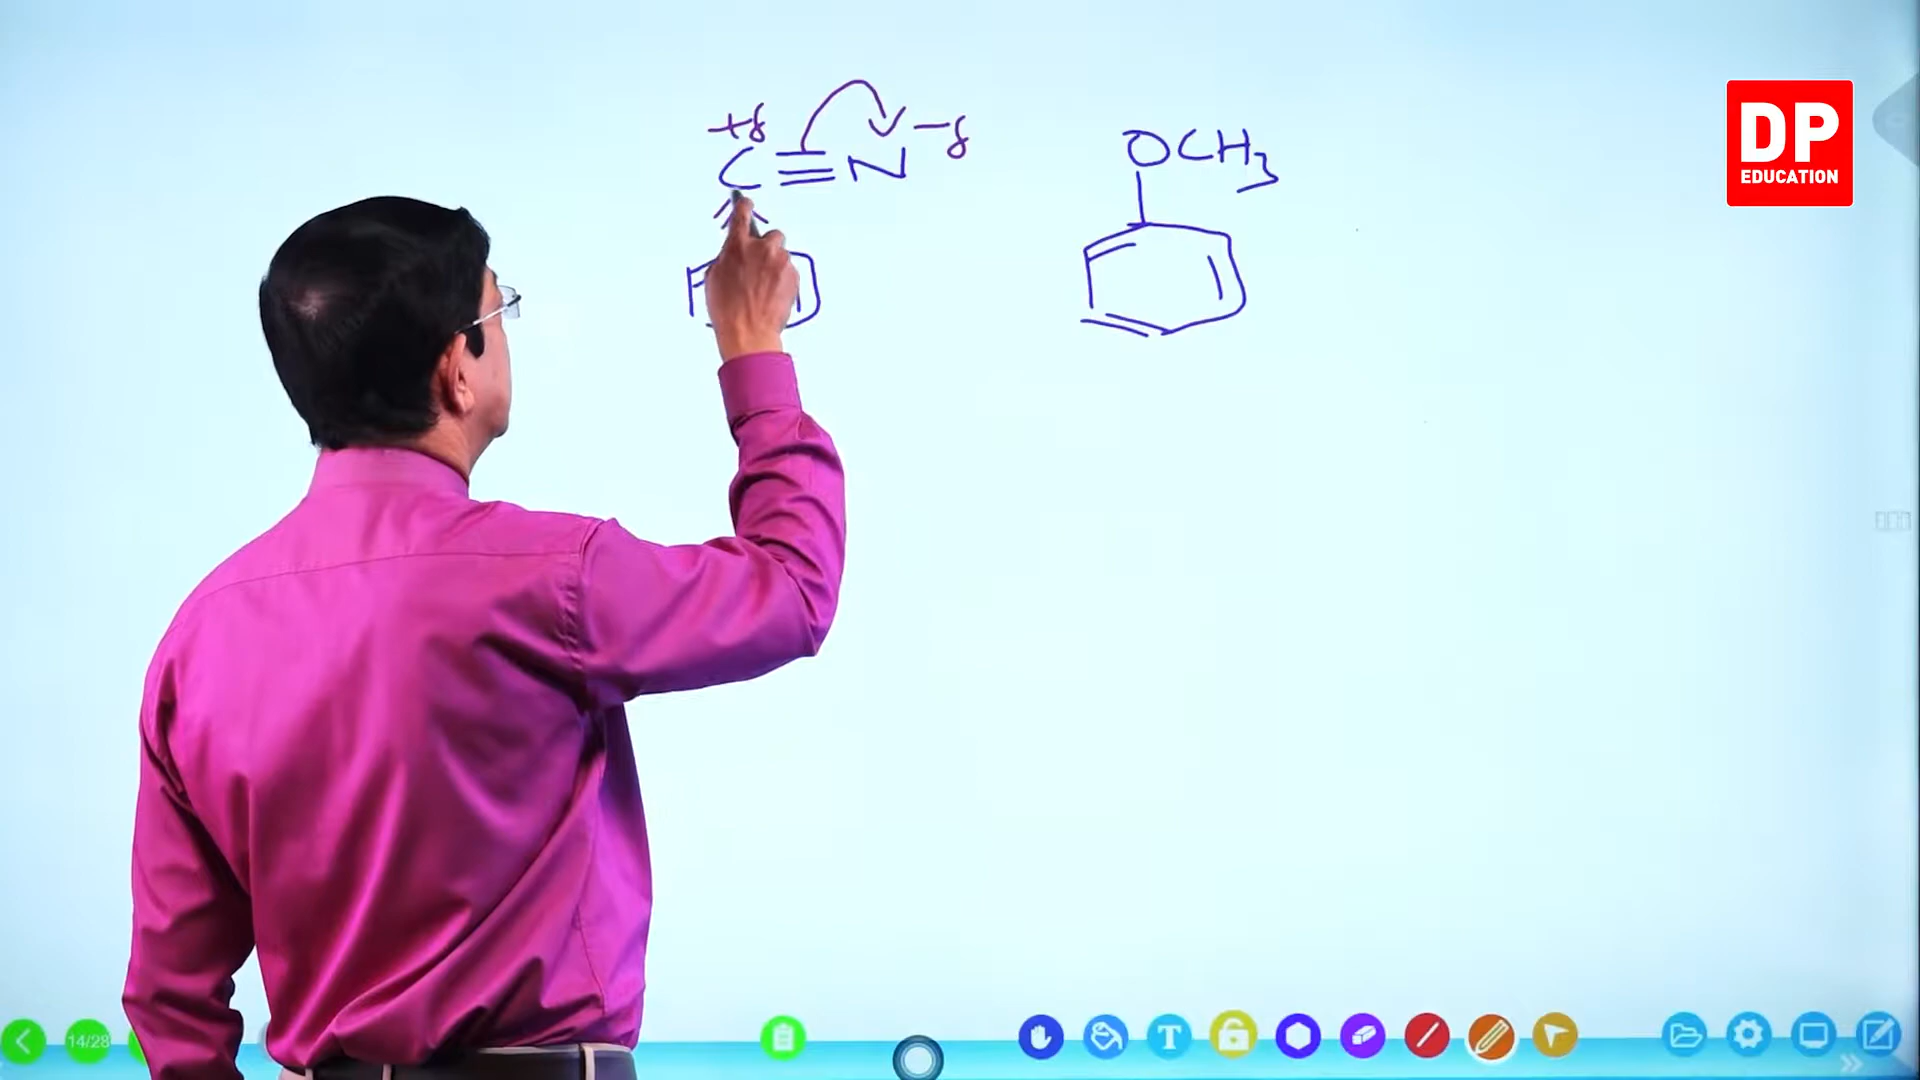 +δ -δ
C≡N
OCH3
DP
EDUCATION
14/28
T